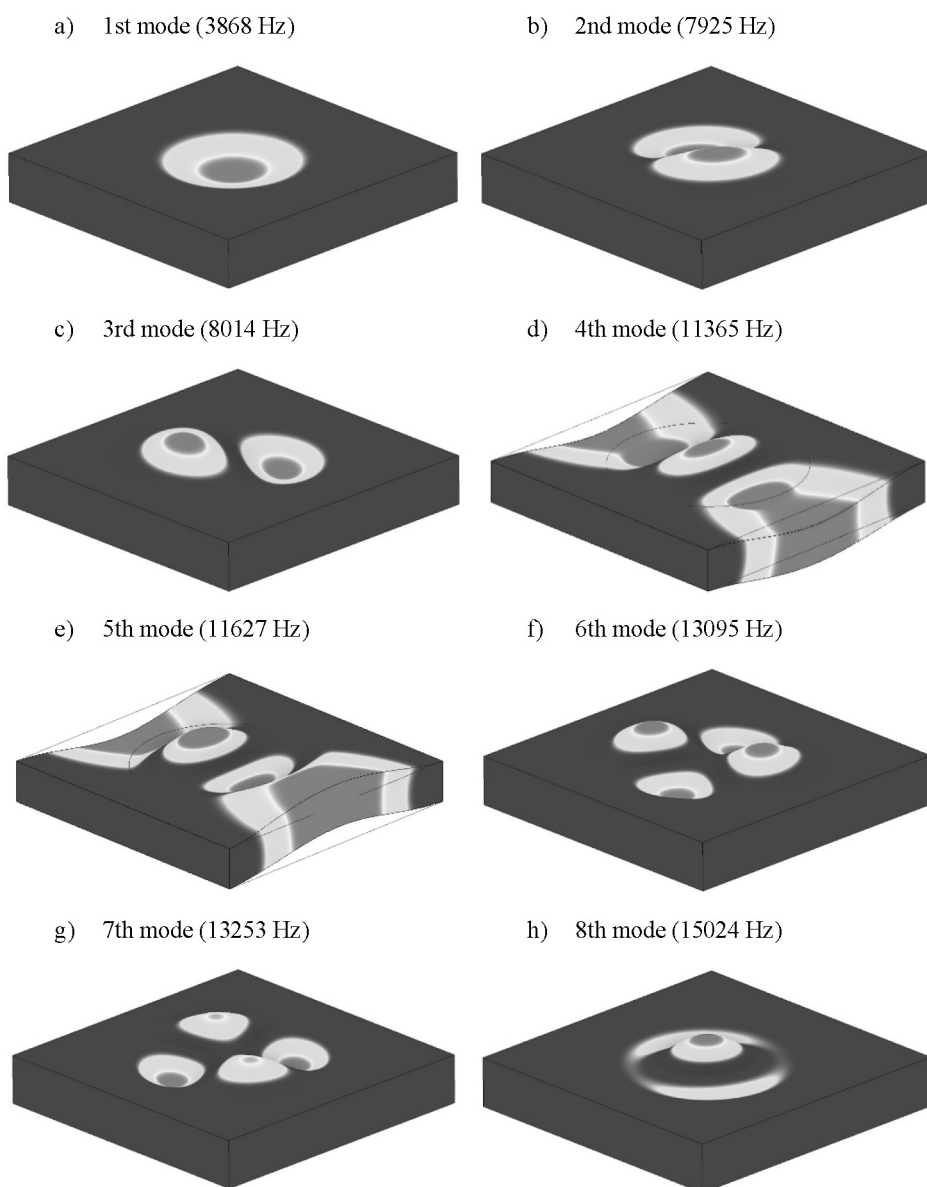 a) 1st mode (3868 Hz)
b) 2nd mode (7925 Hz)
c) 3rd mode (8014 Hz)
d) 4th mode (11365 Hz)
e) 5th mode (11627 Hz)
f) 6th mode (13095 Hz)
g) 7th mode (13253 Hz)
h) 8th mode (15024 Hz)